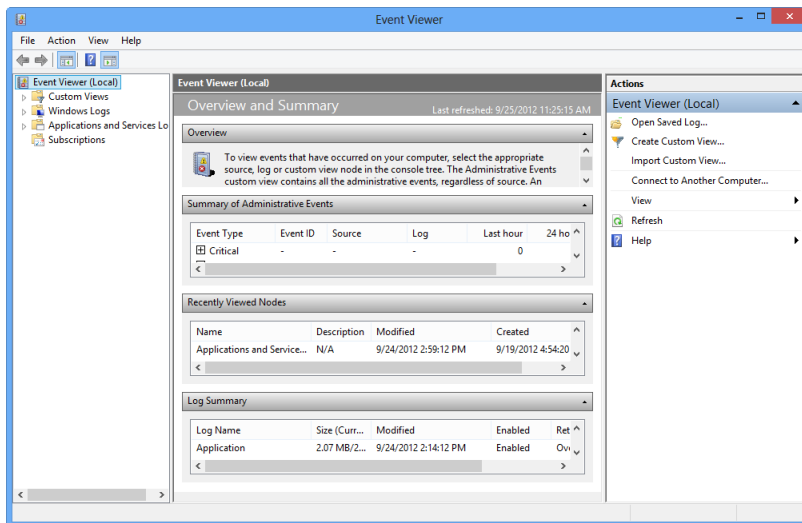 Event Viewer
File Action View Help
Event Viewer (Local)
Custom Views
Windows Logs
Applications and Services Lo
Subscriptions
Event Viewer (Local)
Overview and Summary
Last refreshed: 9/25/2012 11:25:15 AM
Overview
To view events that have occurred on your computer, select the appropriate
source, log or custom view node in the console tree. The Administrative Events
custom view contains all the administrative events, regardless of source. An
Summary of Administrative Events
Event Type Event ID Source Log Last hour 24 ho
Critical - - - 0
Recently Viewed Nodes
Name Description Modified Created
Applications and Service... N/A 9/24/2012 2:59:12 PM 9/19/2012 4:54:20
Log Summary
Log Name Size (Curr... Modified Enabled Ret
Application 2.07 MB/2... 9/24/2012 2:14:12 PM Enabled Ov
Actions
Event Viewer (Local)
Open Saved Log...
Create Custom View...
Import Custom View...
Connect to Another Computer...
View
Refresh
Help